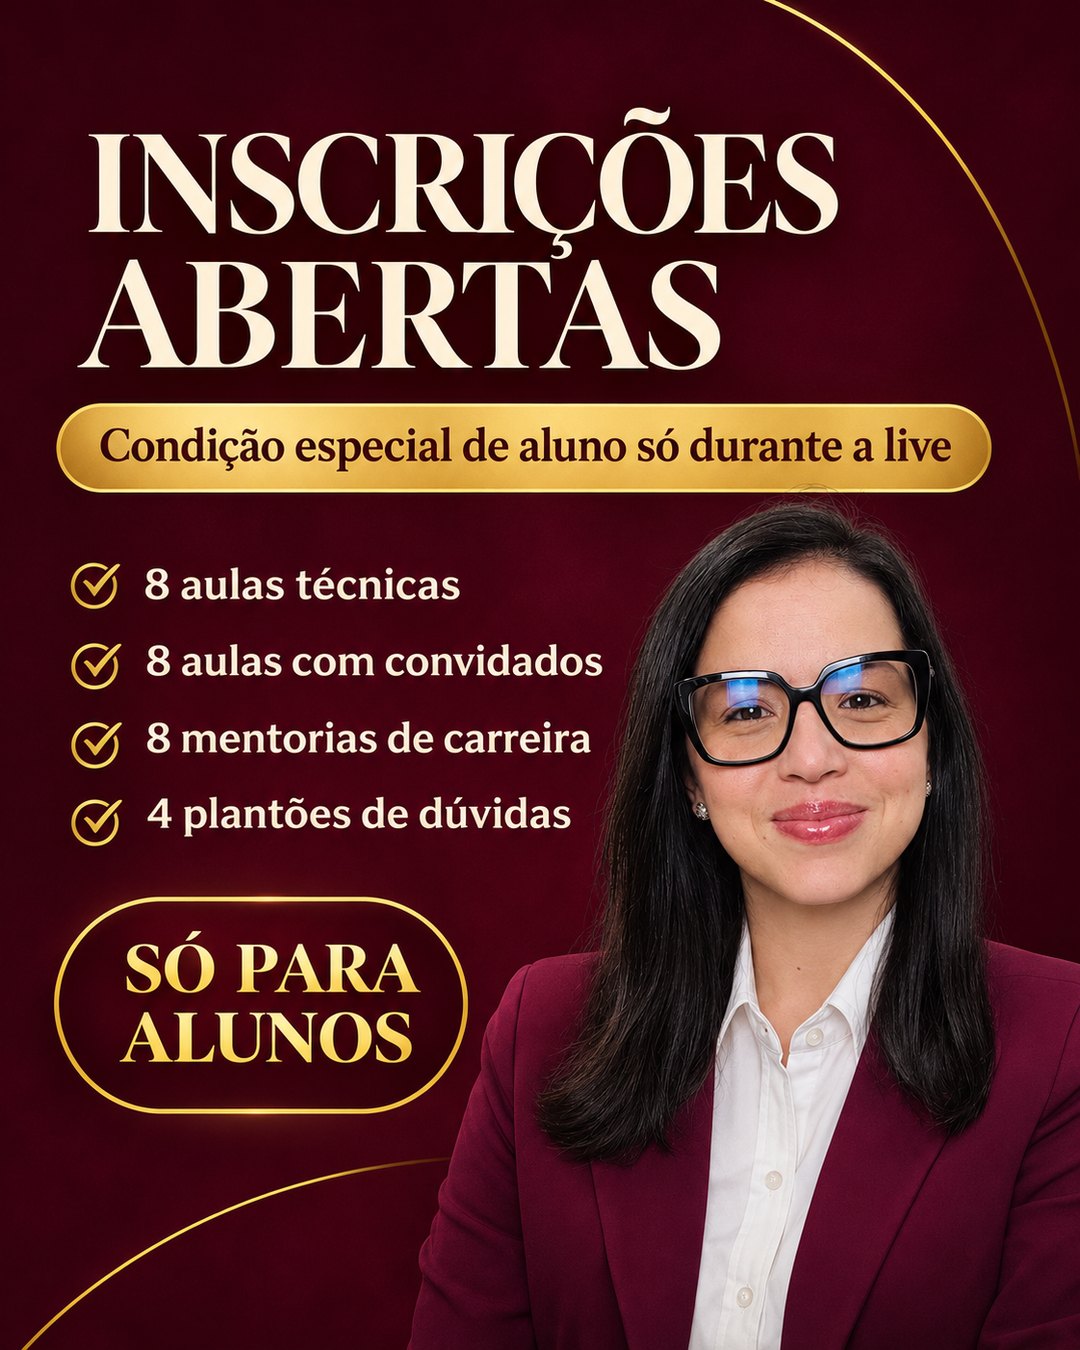 INSCRIÇÕES
ABERTAS
Condição especial de aluno só durante a live
8 aulas técnicas
8 aulas com convidados
8 mentorias de carreira
4 plantões de dúvidas
SÓ PARA
ALUNOS